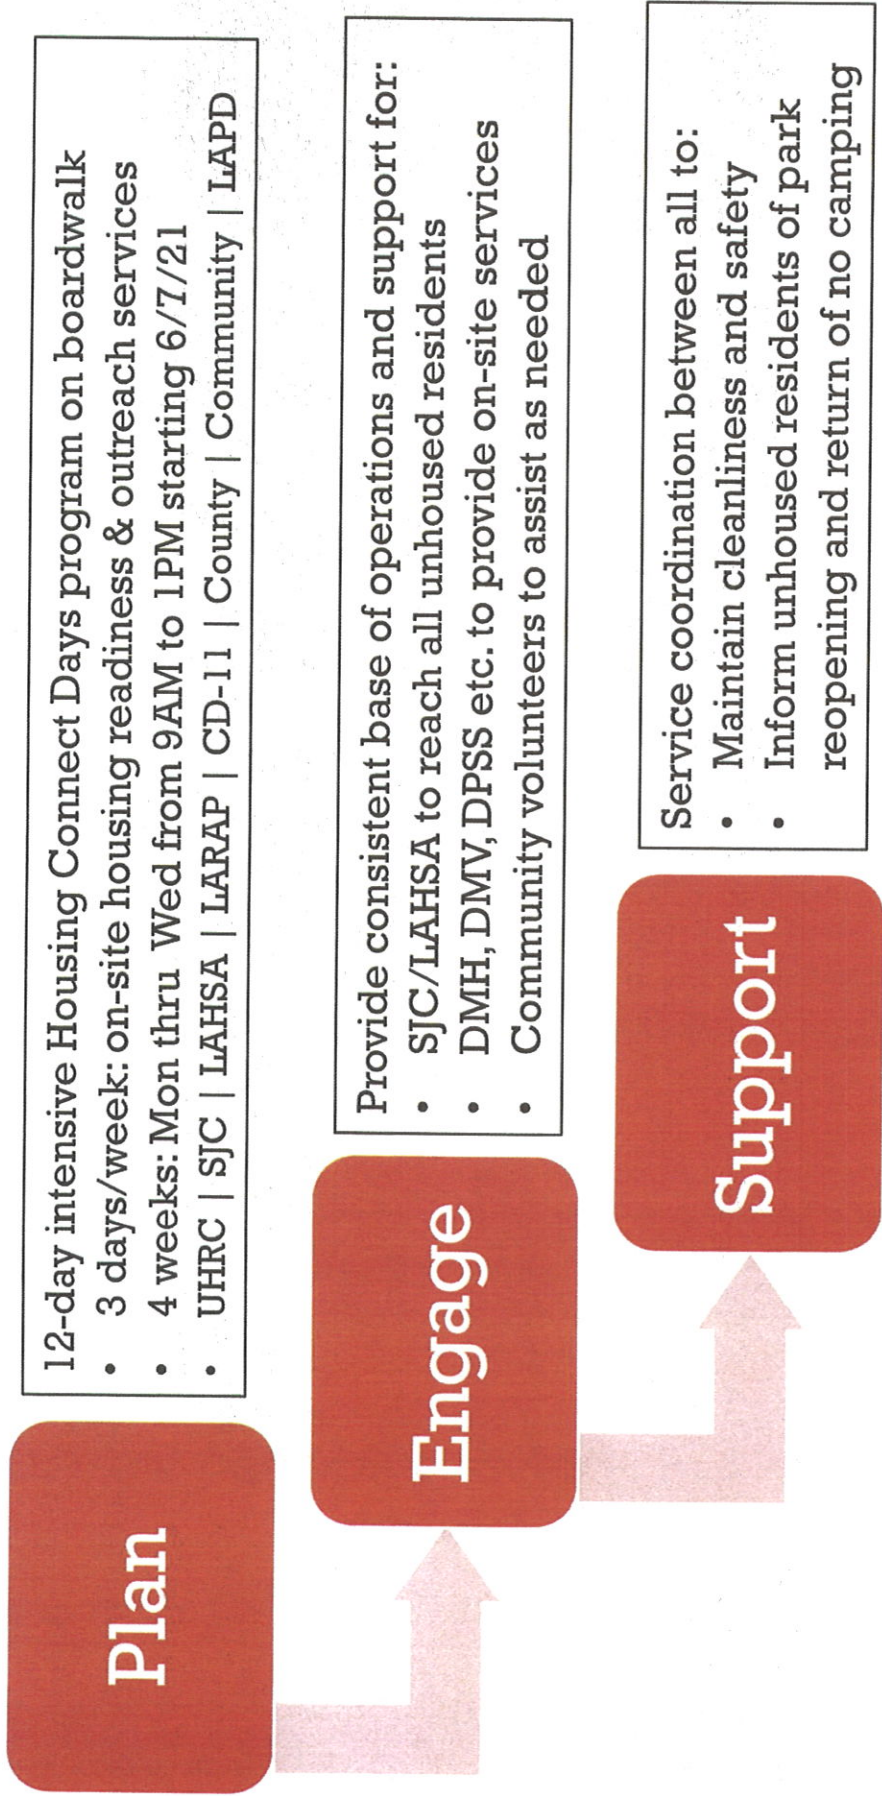 Plan
12-day intensive Housing Connect Days program on boardwalk
• 3 days/week: on-site housing readiness & outreach services
• 4 weeks: Mon thru Wed from 9AM to 1PM starting 6/7/21
• UHRC | SJC | LAHSA | LARAP | CD-11 | County | Community | LAPD
Engage
Provide consistent base of operations and support for:
• SJC/LAHSA to reach all unhoused residents
• DMH, DMV, DPSS etc. to provide on-site services
• Community volunteers to assist as needed
Support
Service coordination between all to:
• Maintain cleanliness and safety
• Inform unhoused residents of park
reopening and return of no camping